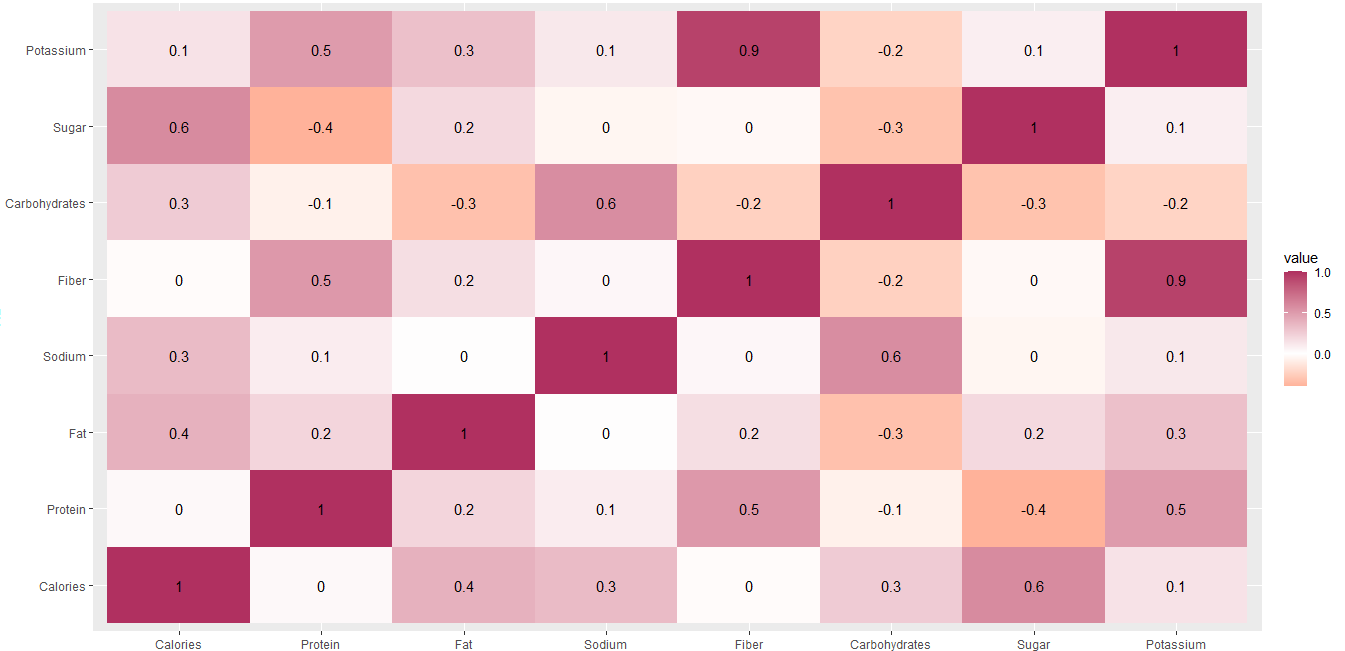 Potassium 0.1 0.5 0.3 0.1 0.9 -0.2 0.1 1
Sugar 0.6 -0.4 0.2 0 0 -0.3 1 0.1
Carbohydrates 0.3 -0.1 -0.3 0.6 -0.2 1 -0.3 -0.2
Fiber 0 0.5 0.2 0 1 -0.2 0 0.9
Sodium 0.3 0.1 0 1 0 0.6 0 0.1
Fat 0.4 0.2 1 0 0.2 -0.3 0.2 0.3
Protein 0 1 0.2 0.1 0.5 -0.1 -0.4 0.5
Calories 1 0 0.4 0.3 0 0.3 0.6 0.1
Calories Protein Fat Sodium Fiber Carbohydrates Sugar Potassium
value
1.0
0.5
0.0